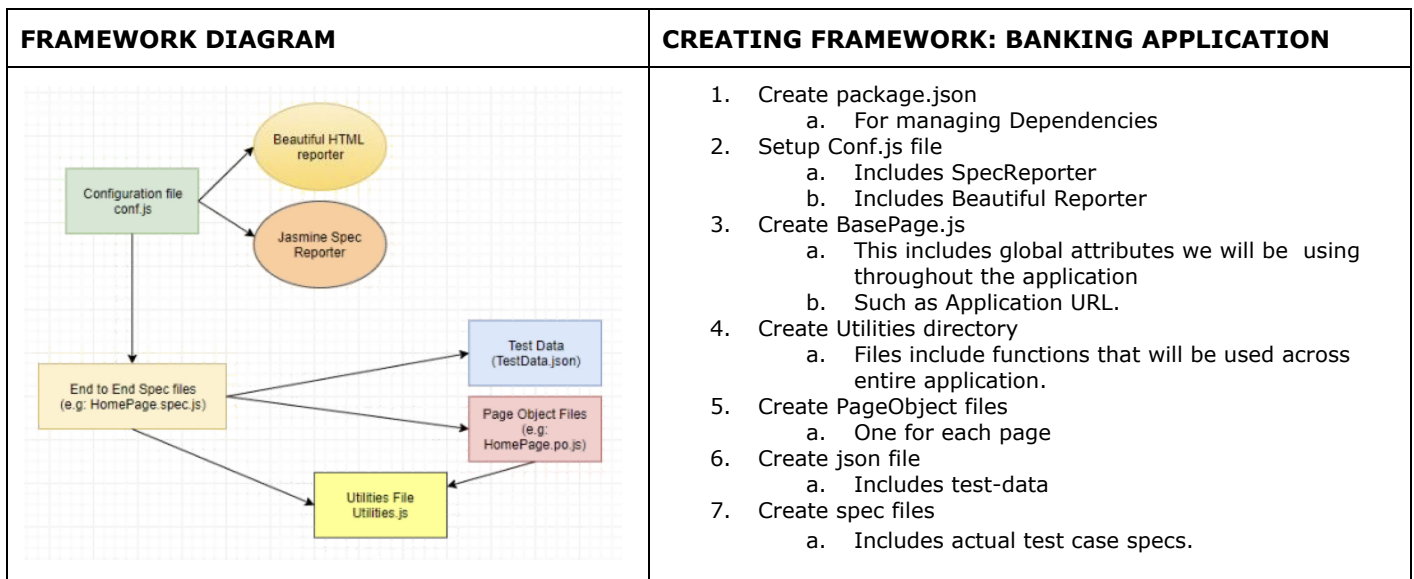 FRAMEWORK DIAGRAM
Beautiful HTML
reporter
Configuration file
conf.js
Jasmine Spec
Reporter
Test Data
(TestData.json)
End to End Spec files
(e.g: HomePage.spec.js)
Page Object Files
(e.g:
HomePage.po.js)
Utilities File
Utilities.js
CREATING FRAMEWORK: BANKING APPLICATION
1. Create package.json
a. For managing Dependencies
2. Setup Conf.js file
a. Includes SpecReporter
b. Includes Beautiful Reporter
3. Create BasePage.js
a. This includes global attributes we will be using
throughout the application
b. Such as Application URL.
4. Create Utilities directory
a. Files include functions that will be used across
entire application.
5. Create PageObject files
a. One for each page
6. Create json file
a. Includes test-data
7. Create spec files
a. Includes actual test case specs.